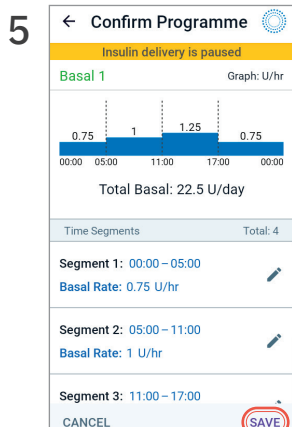 5
Confirm Programme
Insulin delivery is paused
Basal 1 Graph: U/hr
0.75 1 1.25 0.75
00:00 05:00 11:00 17:00 00:00
Total Basal: 22.5 U/day
Time Segments Total: 4
Segment 1: 00:00 – 05:00
Basal Rate: 0.75 U/hr
Segment 2: 05:00 – 11:00
Basal Rate: 1 U/hr
Segment 3: 11:00 – 17:00
CANCEL SAVE